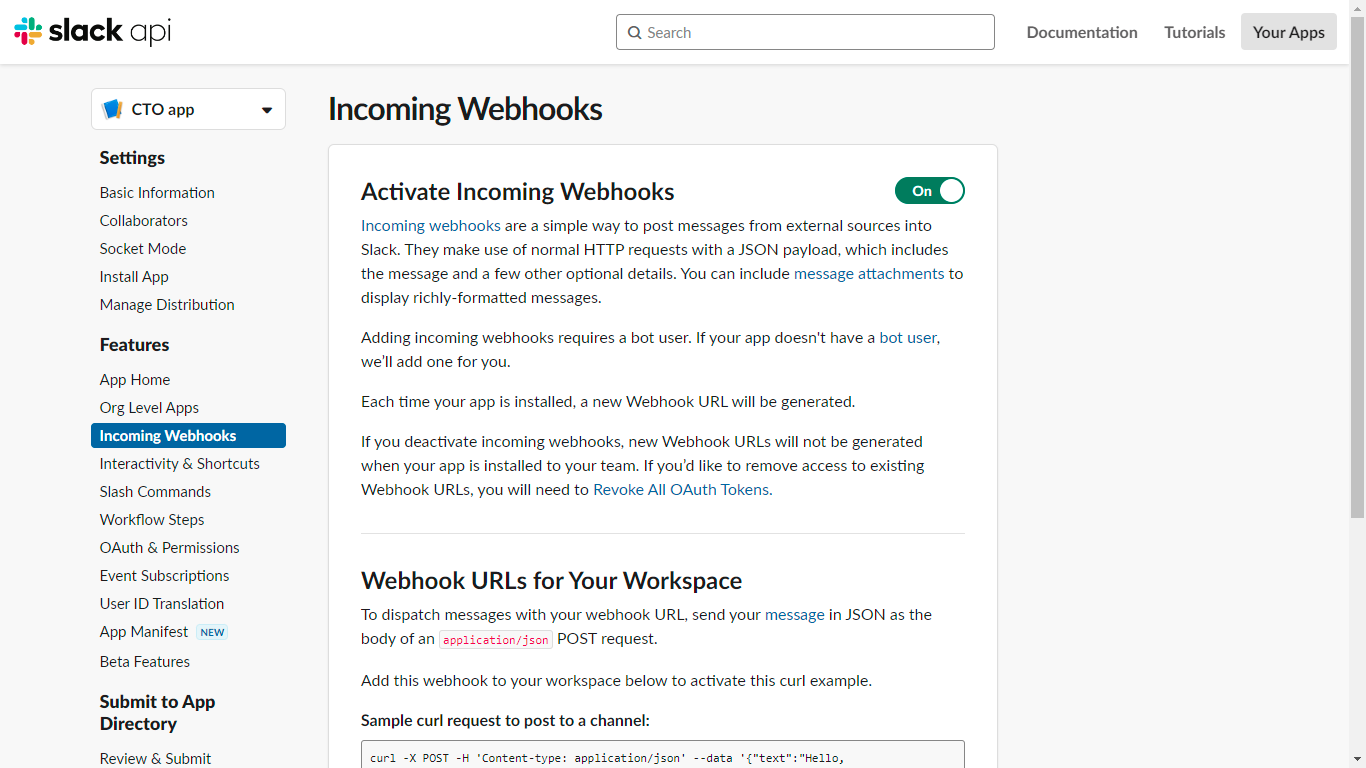 slack api
Search
Documentation
Tutorials
Your Apps
CTO app
Settings
Basic Information
Collaborators
Socket Mode
Install App
Manage Distribution
Features
App Home
Org Level Apps
Incoming Webhooks
Interactivity & Shortcuts
Slash Commands
Workflow Steps
OAuth & Permissions
Event Subscriptions
User ID Translation
App Manifest NEW
Beta Features
Submit to App
Directory
Review & Submit
Incoming Webhooks
Activate Incoming Webhooks
On
Incoming webhooks are a simple way to post messages from external sources into
Slack. They make use of normal HTTP requests with a JSON payload, which includes
the message and a few other optional details. You can include message attachments to
display richly-formatted messages.
Adding incoming webhooks requires a bot user. If your app doesn't have a bot user,
we’ll add one for you.
Each time your app is installed, a new Webhook URL will be generated.
If you deactivate incoming webhooks, new Webhook URLs will not be generated
when your app is installed to your team. If you’d like to remove access to existing
Webhook URLs, you will need to Revoke All OAuth Tokens.
Webhook URLs for Your Workspace
To dispatch messages with your webhook URL, send your message in JSON as the
body of an application/json POST request.
Add this webhook to your workspace below to activate this curl example.
Sample curl request to post to a channel:
curl -X POST -H 'Content-type: application/json' --data '{"text":"Hello,